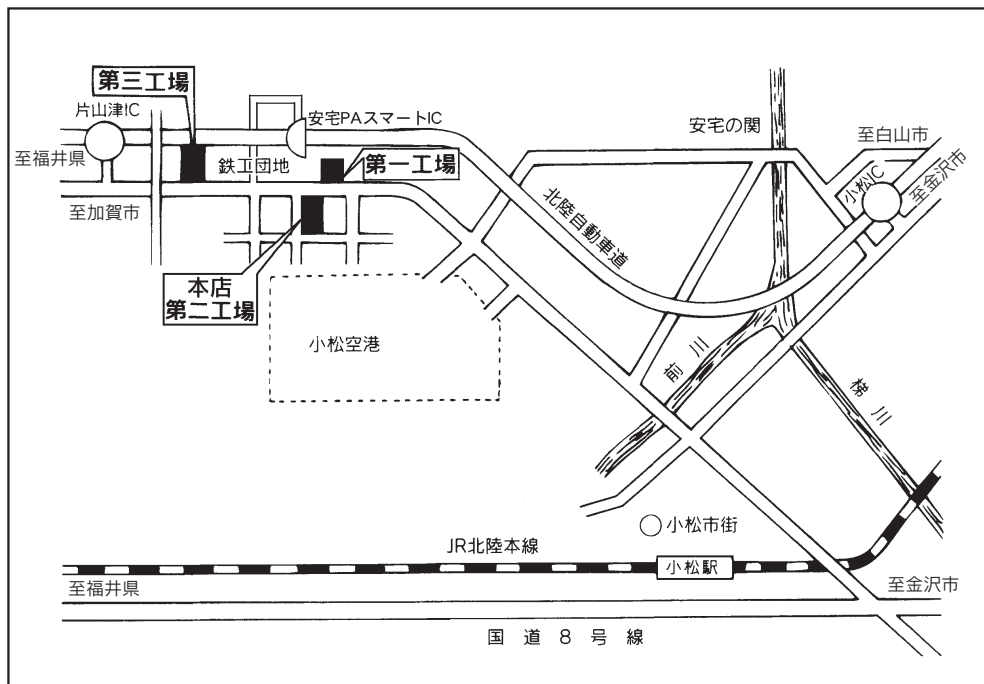 第三工場
片山津IC
安宅PAスマートIC
安宅の関
至白山市
至福井県
鉄工団地
第一工場
小松IC
至金沢市
至加賀市
北陸自動車道
本店
第二工場
小松空港
前川
梯川
小松市街
JR北陸本線
小松駅
至福井県
至金沢市
国道8号線